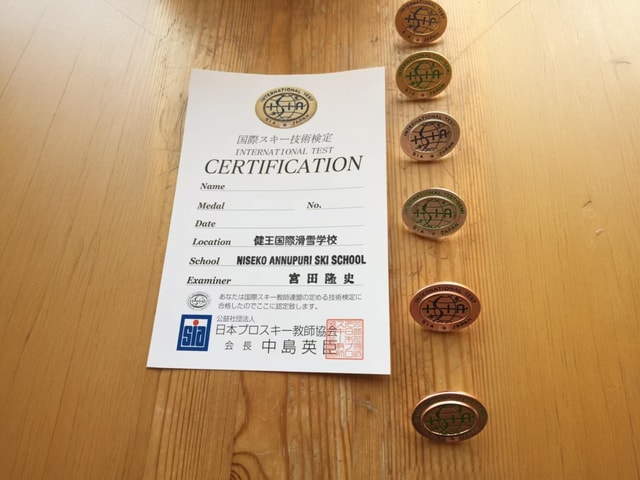 INTERNATIONAL TEST
ISIA
SIA ★ JAPAN
国際スキー技術検定
INTERNATIONAL TEST
CERTIFICATION
Name
Medal No.
Date
Location 健王国際滑雪学校
School NISEKO ANNUPURI SKI SCHOOL
Examiner 宮田隆史
あなたは国際スキー教師連盟の定める技術検定に
合格したのでここに認定致します。
公益社団法人
sia 日本プロスキー教師協会
会長 中島英臣